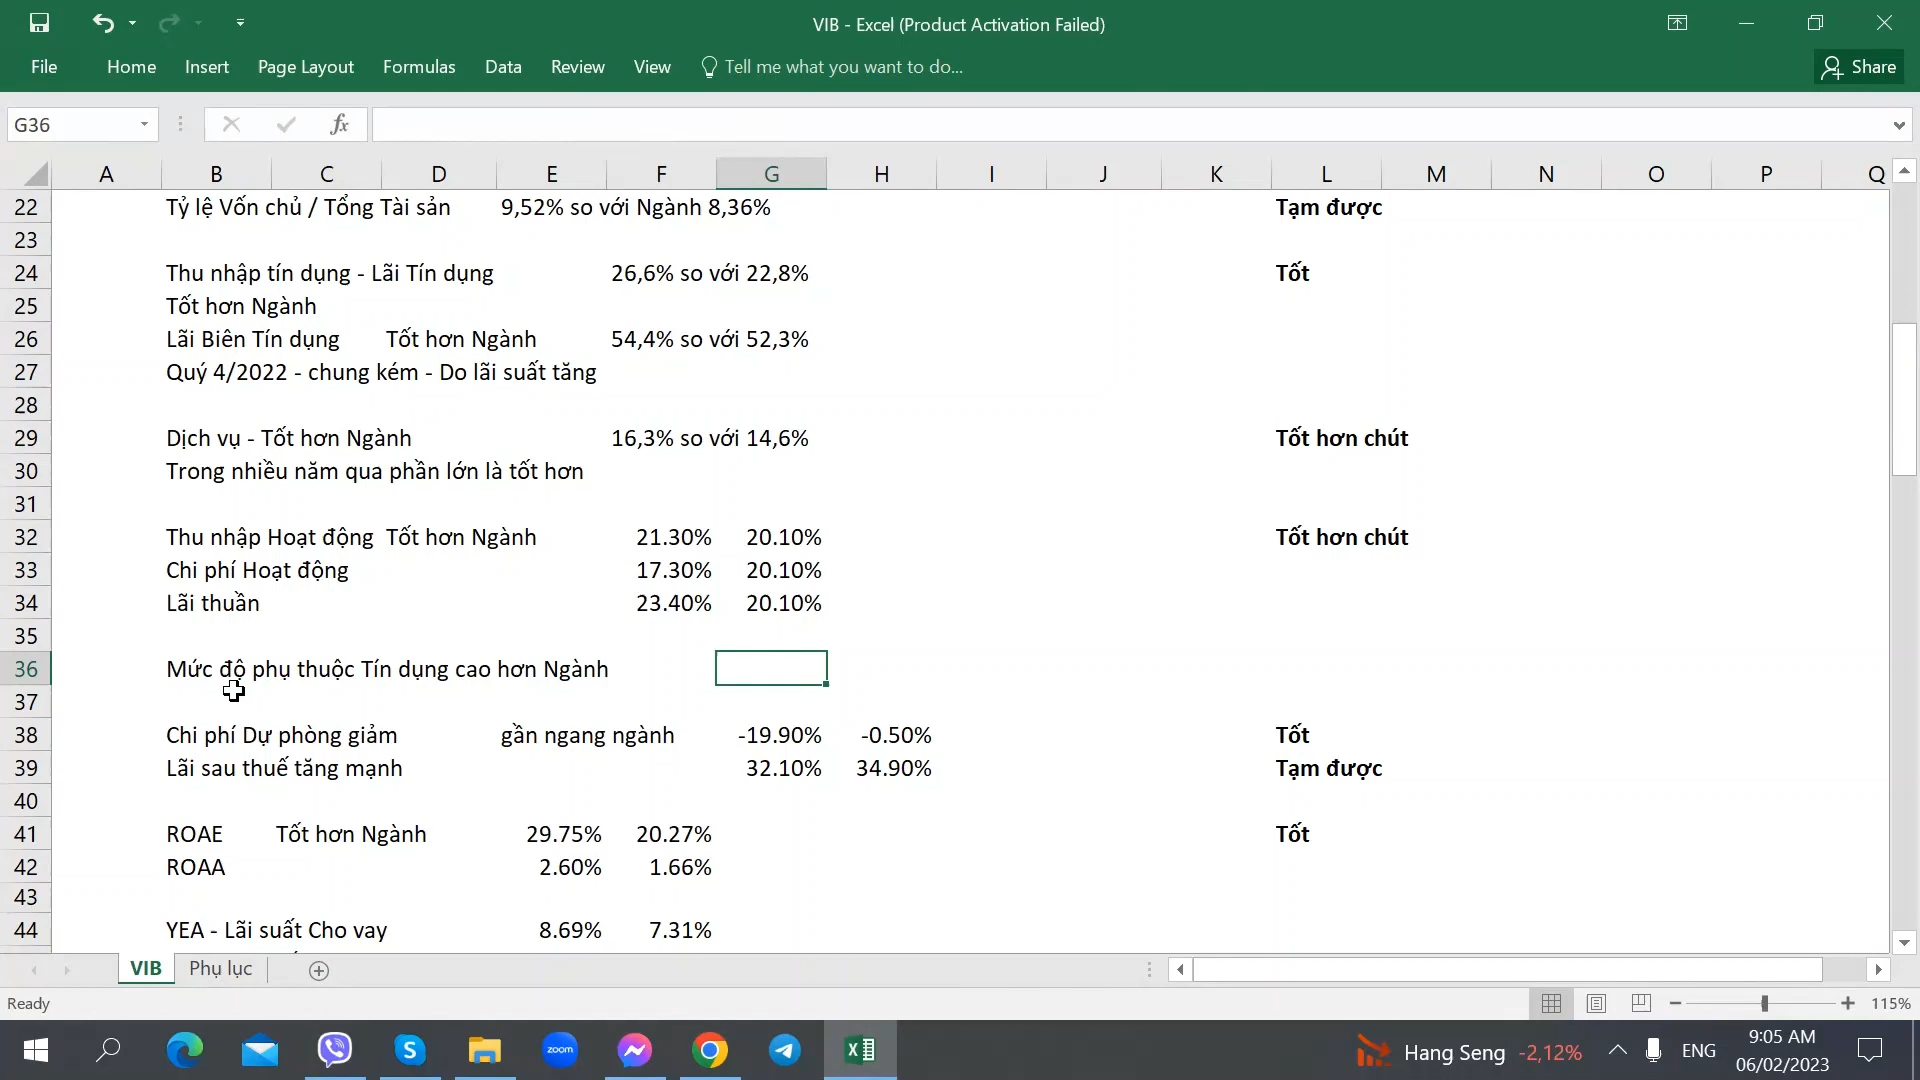 VIB - Excel (Product Activation Failed)
File Home Insert Page Layout Formulas Data Review View Tell me what you want to do... Share
G36 fx
A B C D E F G H I J K L M N O P Q
22 Tỷ lệ Vốn chủ / Tổng Tài sản 9,52% so với Ngành 8,36% Tạm được
23
24 Thu nhập tín dụng - Lãi Tín dụng 26,6% so với 22,8% Tốt
25 Tốt hơn Ngành
26 Lãi Biên Tín dụng Tốt hơn Ngành 54,4% so với 52,3%
27 Quý 4/2022 - chung kém - Do lãi suất tăng
28
29 Dịch vụ - Tốt hơn Ngành 16,3% so với 14,6% Tốt hơn chút
30 Trong nhiều năm qua phần lớn là tốt hơn
31
32 Thu nhập Hoạt động Tốt hơn Ngành 21.30% 20.10% Tốt hơn chút
33 Chi phí Hoạt động 17.30% 20.10%
34 Lãi thuần 23.40% 20.10%
35
36 Mức độ phụ thuộc Tín dụng cao hơn Ngành
37
38 Chi phí Dự phòng giảm gần ngang ngành -19.90% -0.50% Tốt
39 Lãi sau thuế tăng mạnh 32.10% 34.90% Tạm được
40
41 ROAE Tốt hơn Ngành 29.75% 20.27% Tốt
42 ROAA 2.60% 1.66%
43
44 YEA - Lãi suất Cho vay 8.69% 7.31%
VIB Phụ lục
Ready 115%
zoom Hang Seng -2,12% ENG 9:05 AM
06/02/2023